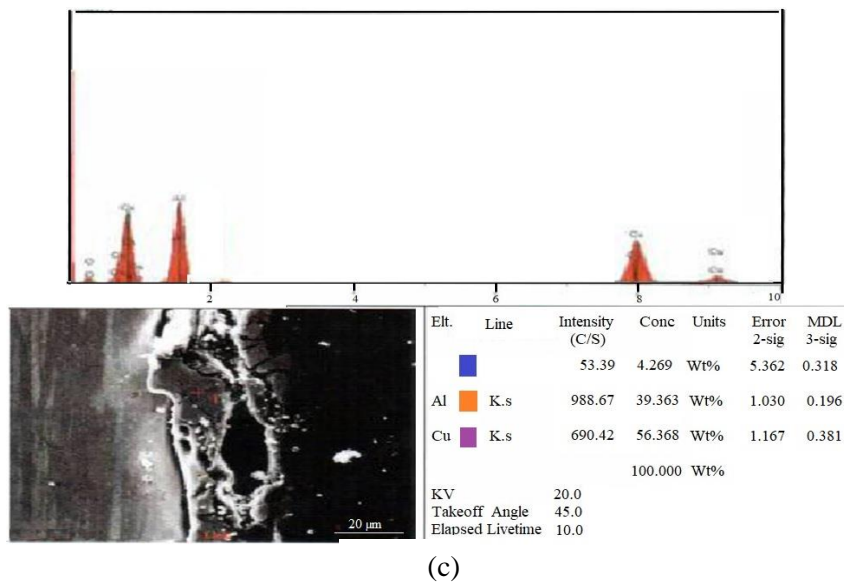 Cu
Al
Cu
Cu
2 4 6 8 10
Elt. Line Intensity (C/S) Conc Units Error 2-sig MDL 3-sig
53.39 4.269 Wt% 5.362 0.318
Al K.s 988.67 39.363 Wt% 1.030 0.196
Cu K.s 690.42 56.368 Wt% 1.167 0.381
100.000 Wt%
KV 20.0
Takeoff Angle 45.0
Elapsed Livetime 10.0
20 μm
(c)